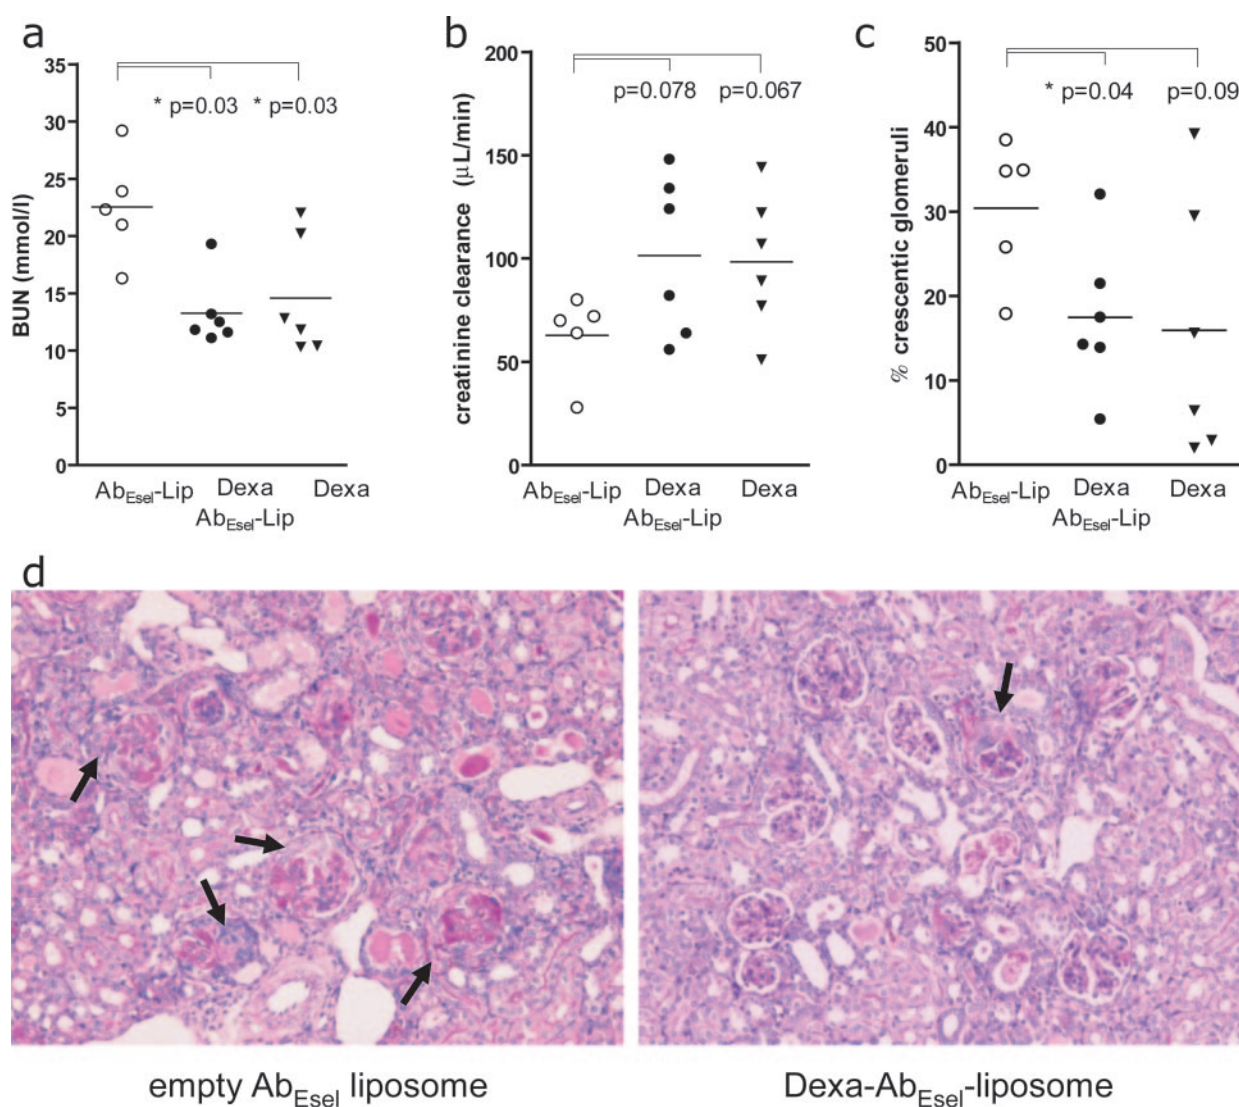 a
BUN (mmol/l)
35
30
25
20
15
10
5
0
* p=0.03
* p=0.03
AbEsel-Lip
Dexa
AbEsel-Lip
Dexa
b
creatinine clearance (μL/min)
200
150
100
50
0
p=0.078
p=0.067
AbEsel-Lip
Dexa
AbEsel-Lip
Dexa
c
% crescentic glomeruli
50
40
30
20
10
0
* p=0.04
p=0.09
AbEsel-Lip
Dexa
AbEsel-Lip
Dexa
d
empty AbEsel liposome
Dexa-AbEsel-liposome